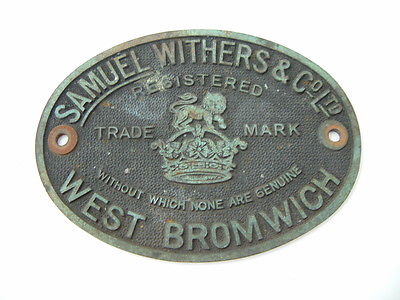 SAMUEL WITHERS & CO LTD
REGISTERED
TRADE MARK
WITHOUT WHICH NONE ARE GENUINE
WEST BROMWICH